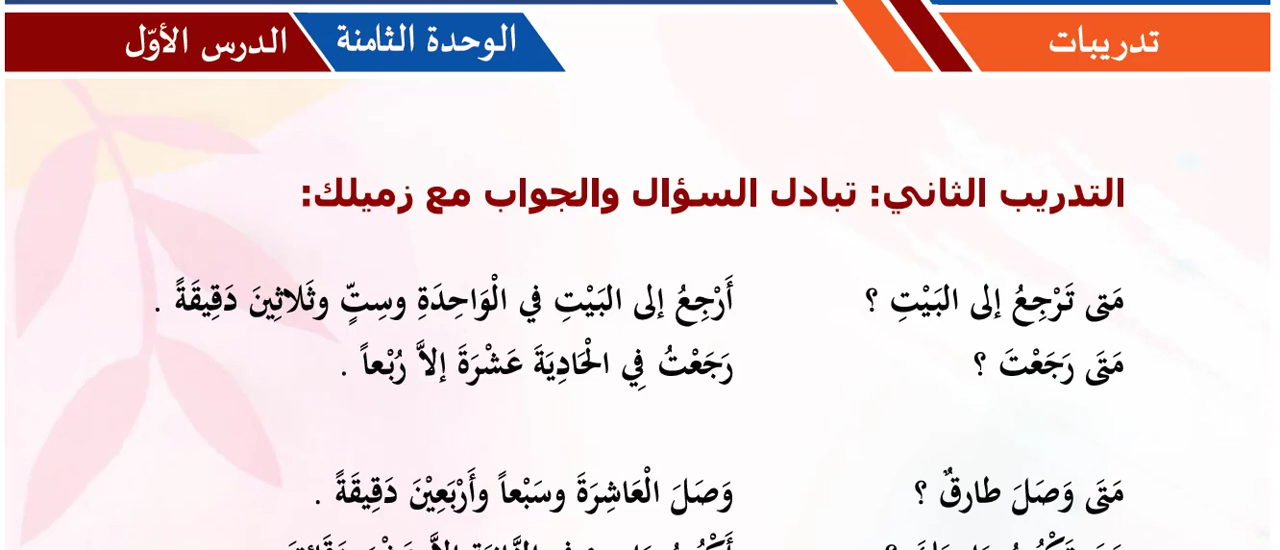 تدريبات الوحدة الثامنة الدرس الأوّل
التدريب الثاني: تبادل السؤال والجواب مع زميلك:
مَتى تَرْجِعُ إلى البَيْتِ ؟ أَرْجِعُ إلى البَيْتِ في الْوَاحِدَةِ وسِتٍّ وثَلاثِينَ دَقِيقَةً .
مَتَى رَجَعْتَ ؟ رَجَعْتُ فِي الْحَادِيَةَ عَشْرَةَ إلاَّ رُبْعاً .
مَتَى وَصَلَ طارقٌ ؟ وَصَلَ الْعَاشِرَةَ وسَبْعاً وأَرْبَعِيْنَ دَقِيقَةً .